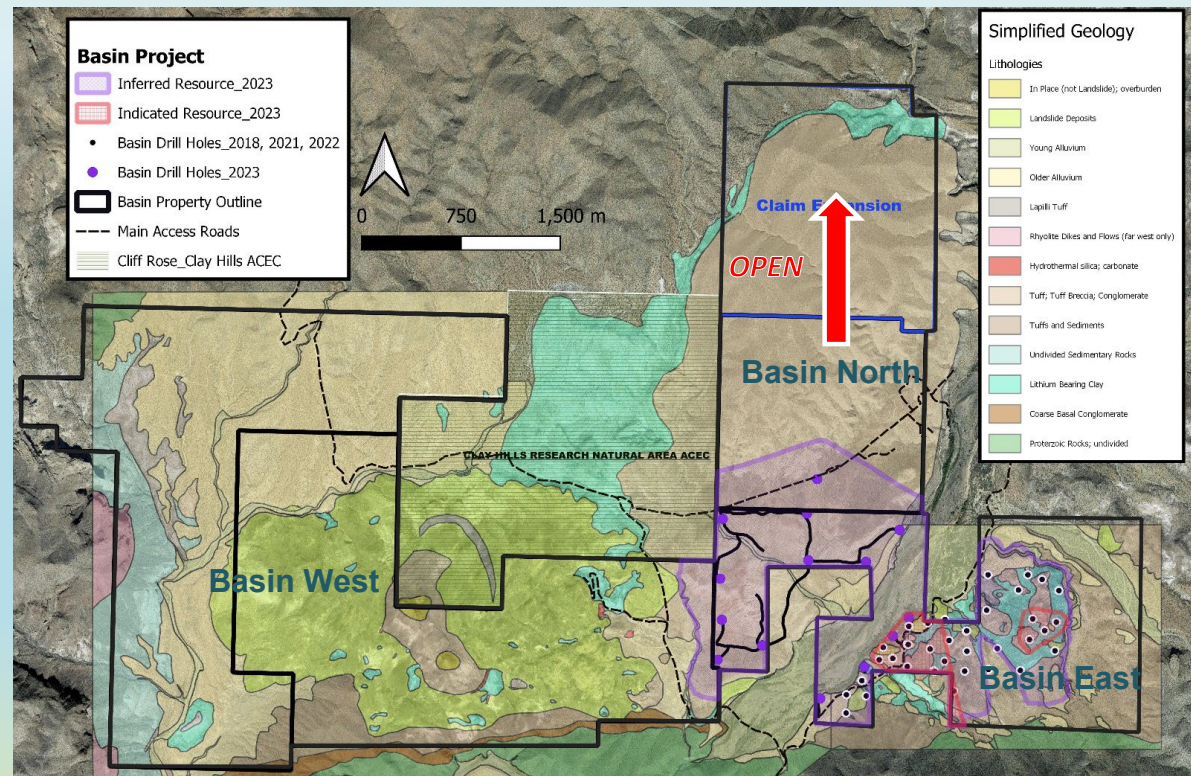 Basin Project
Inferred Resource_2023
Indicated Resource_2023
Basin Drill Holes_2018, 2021, 2022
Basin Drill Holes_2023
Basin Property Outline
Main Access Roads
Cliff Rose_Clay Hills ACEC
0 750 1,500 m
Simplified Geology
Lithologies
In Place (not Landslide); overburden
Landslide Deposits
Young Alluvium
Older Alluvium
Lapilli Tuff
Rhyolite Dikes and Flows (far west only)
Hydrothermal silica; carbonate
Tuff; Tuff Breccia; Conglomerate
Tuffs and Sediments
Undivided Sedimentary Rocks
Lithium Bearing Clay
Coarse Basal Conglomerate
Proterzoic Rocks; undivided
Claim
OPEN
Basin North
CLAY HILLS RESEARCH NATURAL AREA ACEC
Basin West
Basin East